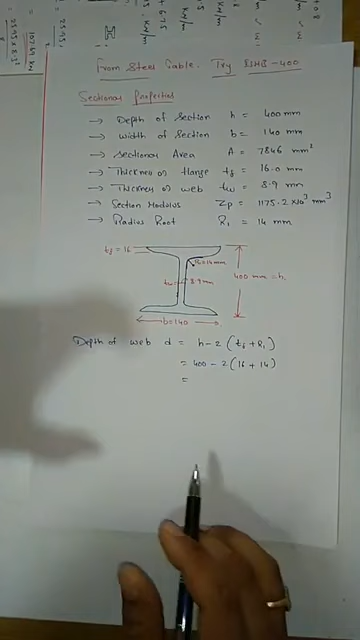 From Steel Table. Try ISMB-400
Sectional Properties
→ Depth of section h = 400 mm
→ Width of section b = 140 mm
→ Sectional Area A = 7846 mm²
→ Thickness of flange tf = 16.0 mm
→ Thickness of web tw = 8.9 mm
→ Section Modulus Zp = 1175.2 × 10³ mm³
→ Radius Root R1 = 14 mm
tf = 16
R1 = 14 mm
tw = 8.9 mm
400 mm = h
b = 140
Depth of web d = h - 2 (tf + R1)
= 400 - 2 (16 + 14)
=